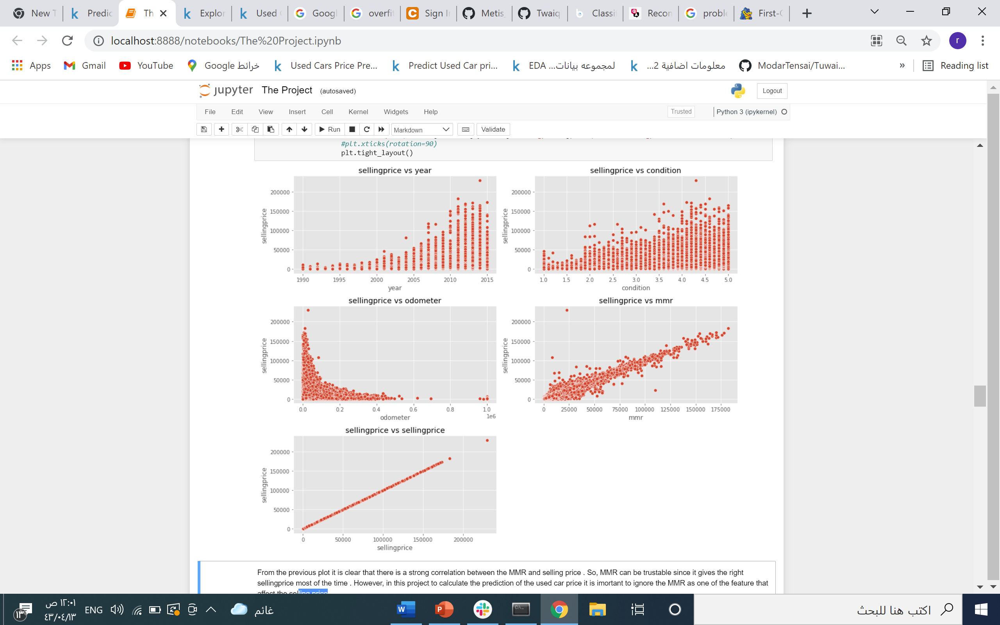 New T
Predic
Th
Explor
Used C
Googl
overfit
Sign In
Metis_
Twaiq
Classif
Recon
proble
First-C
localhost:8888/notebooks/The%20Project.ipynb
r
Apps
Gmail
YouTube
خرائط Google
Used Cars Price Pre...
Predict Used Car pri...
EDA ...لمجموعه بيانات
معلومات اضافية 2...
ModarTensai/Tuwai...
»
Reading list
jupyter The Project (autosaved)
Logout
File Edit View Insert Cell Kernel Widgets Help
Trusted
Python 3 (ipykernel)
Run
Markdown
Validate
#plt.xticks(rotation=90)
plt.tight_layout()
sellingprice vs year
sellingprice
200000
150000
100000
50000
0
1990 1995 2000 2005 2010 2015
year
sellingprice vs condition
sellingprice
200000
150000
100000
50000
0
1.0 1.5 2.0 2.5 3.0 3.5 4.0 4.5 5.0
condition
sellingprice vs odometer
sellingprice
200000
150000
100000
50000
0
0.0 0.2 0.4 0.6 0.8 1.0
1e6
odometer
sellingprice vs mmr
sellingprice
200000
150000
100000
50000
0
0 25000 50000 75000 100000 125000 150000 175000
mmr
sellingprice vs sellingprice
sellingprice
200000
150000
100000
50000
0
0 50000 100000 150000 200000
sellingprice
From the previous plot it is clear that there is a strong correlation between the MMR and selling price . So, MMR can be trustable since it gives the right
sellingprice most of the time . However, in this project to calculate the prediction of the used car price it is imortant to ignore the MMR as one of the feature that
affect the selling price
١٣
١٢:٠١ ص
٤٣/٠٤/١٣
ENG
غائم
W
P
اكتب هنا للبحث